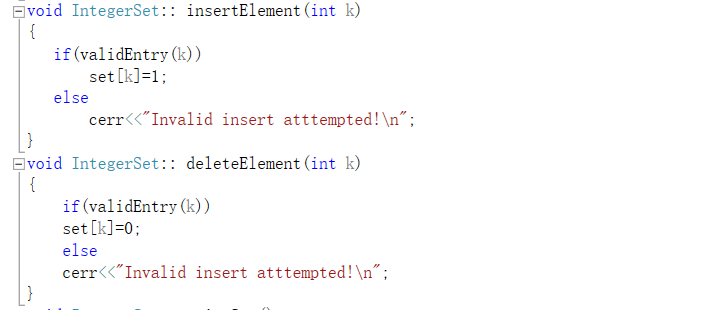 void IntegerSet:: insertElement(int k)
{
if(validEntry(k))
set[k]=1;
else
cerr<<"Invalid insert atttempted!\n";
}
void IntegerSet:: deleteElement(int k)
{
if(validEntry(k))
set[k]=0;
else
cerr<<"Invalid insert atttempted!\n";
}